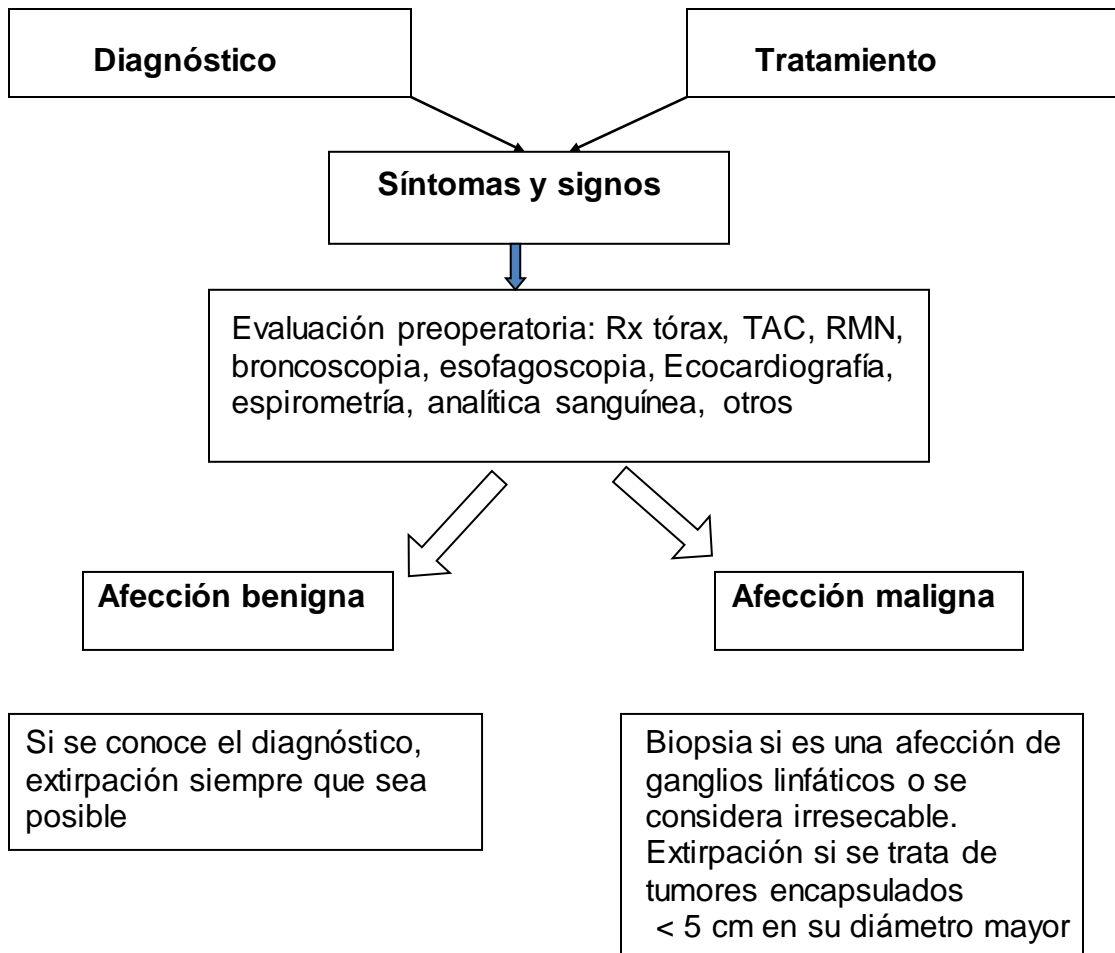 Diagnóstico
Tratamiento
Síntomas y signos
Evaluación preoperatoria: Rx tórax, TAC, RMN,
broncoscopia, esofagoscopia, Ecocardiografía,
espirometría, analítica sanguínea, otros
Afección benigna
Afección maligna
Si se conoce el diagnóstico,
extirpación siempre que sea
posible
Biopsia si es una afección de
ganglios linfáticos o se
considera irresecable.
Extirpación si se trata de
tumores encapsulados
< 5 cm en su diámetro mayor